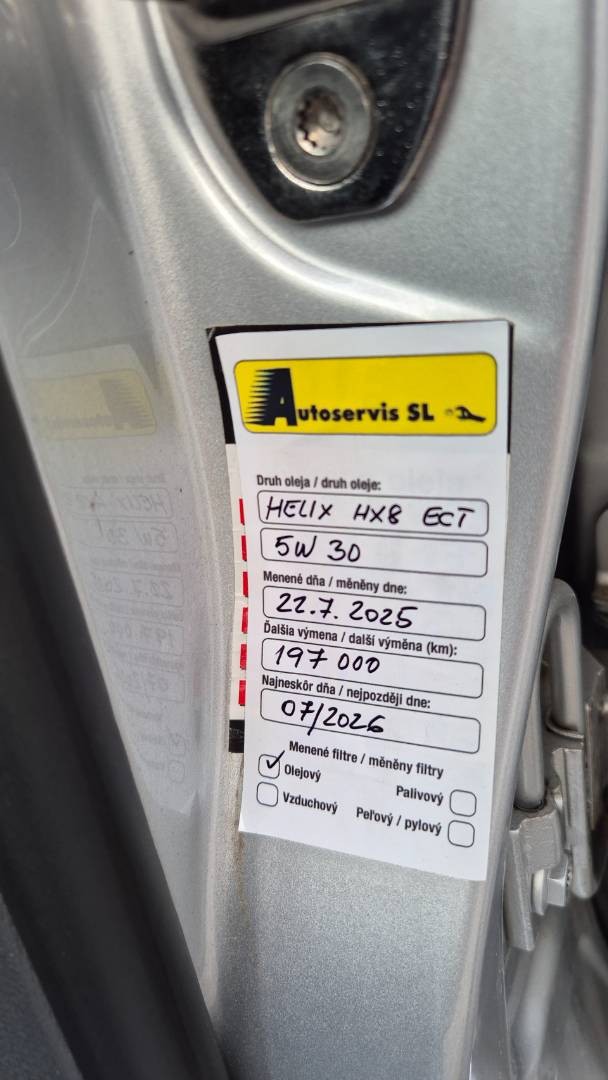 Autoservis SL
Druh oleja / druh oleje:
HELIX HX8 ECT
5W 30
Menené dňa / měněny dne:
22.7.2025
Ďalšia výmena / další výměna (km):
197 000
Najneskôr dňa / nejpozději dne:
07/2026
Menené filtre / měněny filtry
Olejový Palivový
Vzduchový Peľový / pylový